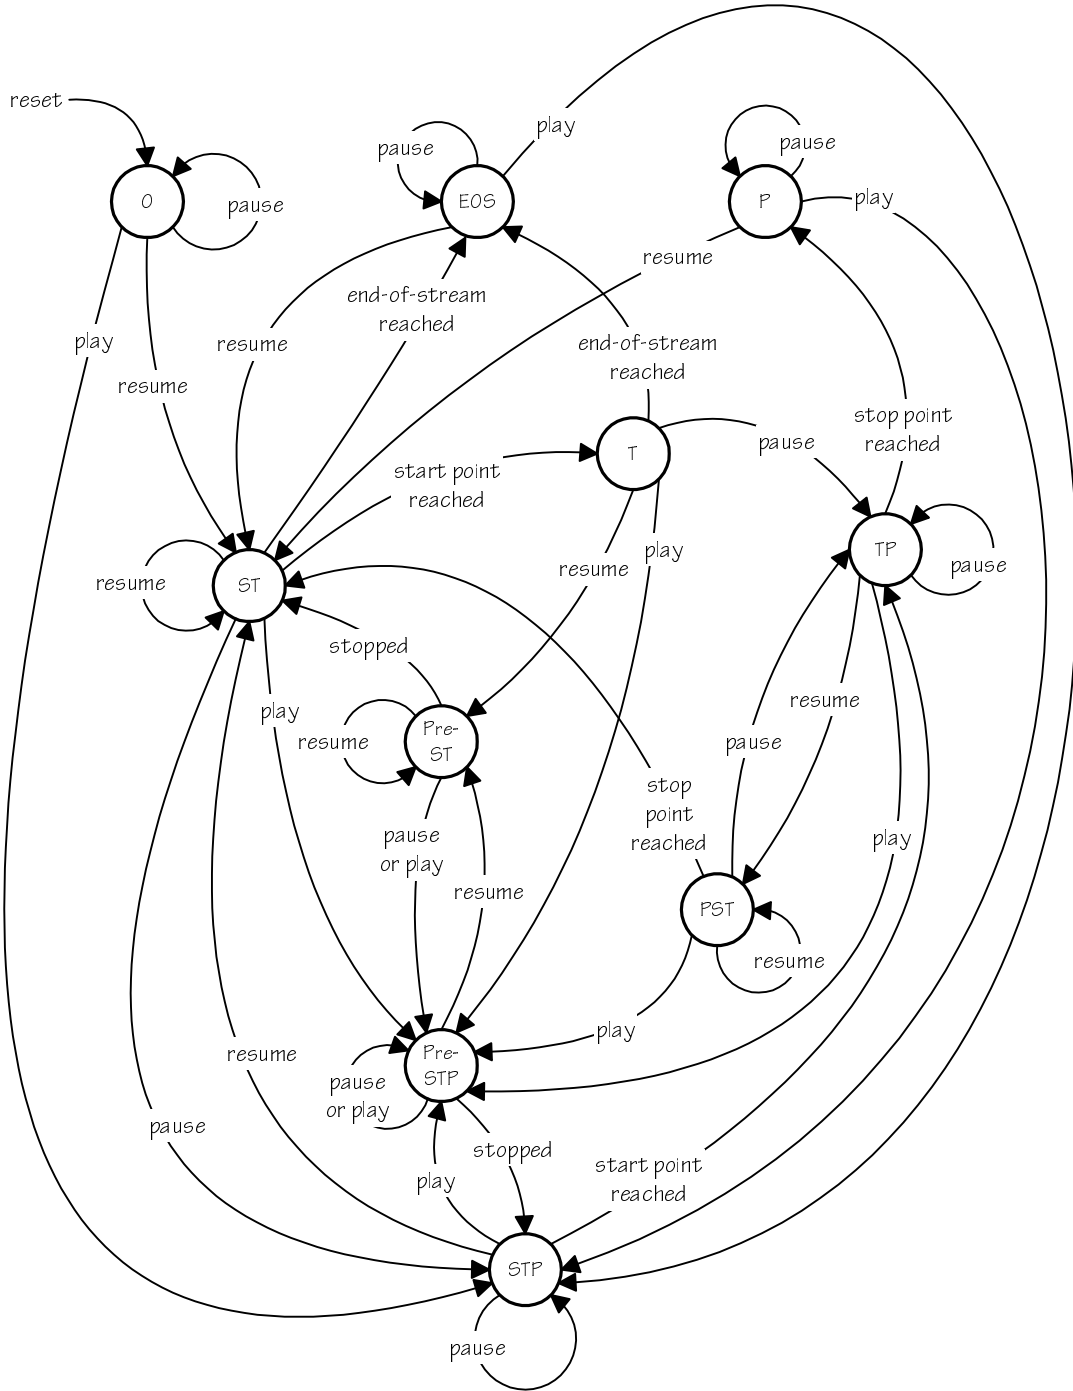 reset
play
pause
pause
play
pause
O
EOS
P
play
pause
resume
end-of-stream
reached
play
resume
end-of-stream
reached
resume
stop point
reached
pause
T
start point
reached
play
TP
pause
resume
resume
ST
stopped
resume
play
Pre-
ST
resume
pause
stop
point
reached
pause
or play
play
resume
PST
resume
play
resume
Pre-
STP
pause
or play
pause
stopped
start point
reached
play
STP
pause